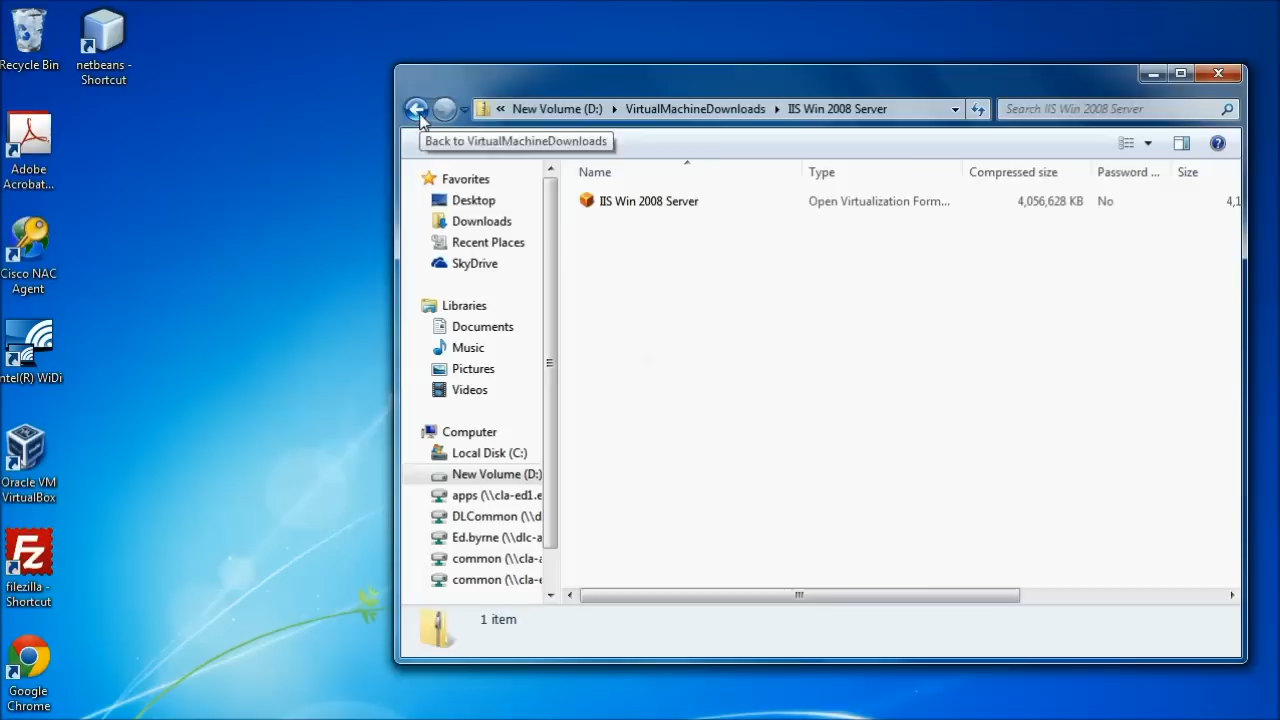 Recycle Bin
netbeans -
Shortcut
Adobe
Acrobat...
Cisco NAC
Agent
ntel(R) WiDi
Oracle VM
VirtualBox
filezilla -
Shortcut
Google
Chrome
« New Volume (D:) VirtualMachineDownloads IIS Win 2008 Server
Search IIS Win 2008 Server
Back to VirtualMachineDownloads
Favorites
Desktop
Downloads
Recent Places
SkyDrive
Libraries
Documents
Music
Pictures
Videos
Computer
Local Disk (C:)
New Volume (D:)
apps (\\cla-ed1.e
DLCommon (\\d
Ed.byrne (\\dlc-a
common (\\cla-a
common (\\cla-e
Name Type Compressed size Password ... Size
IIS Win 2008 Server Open Virtualization Form... 4,056,628 KB No 4,1
1 item